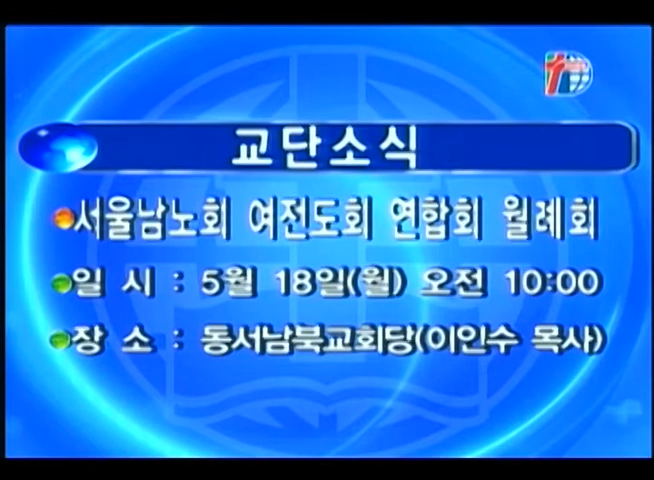 교단소식
서울남노회 여전도회 연합회 월례회
일 시 : 5월 18일(월) 오전 10:00
장 소 : 동서남북교회당(이인수 목사)